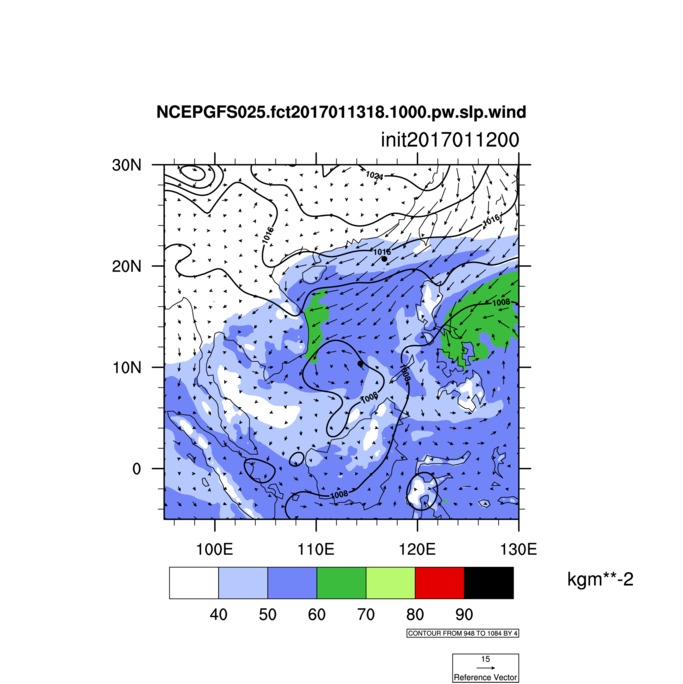 NCEPGFS025.fct2017011318.1000.pw.slp.wind
init2017011200
30N
1024
1016
1016
1016
20N
1008
10N
1008
1008
0
1008
100E 110E 120E 130E
kgm**-2
40 50 60 70 80 90
CONTOUR FROM 948 TO 1084 BY 4
15
Reference Vector